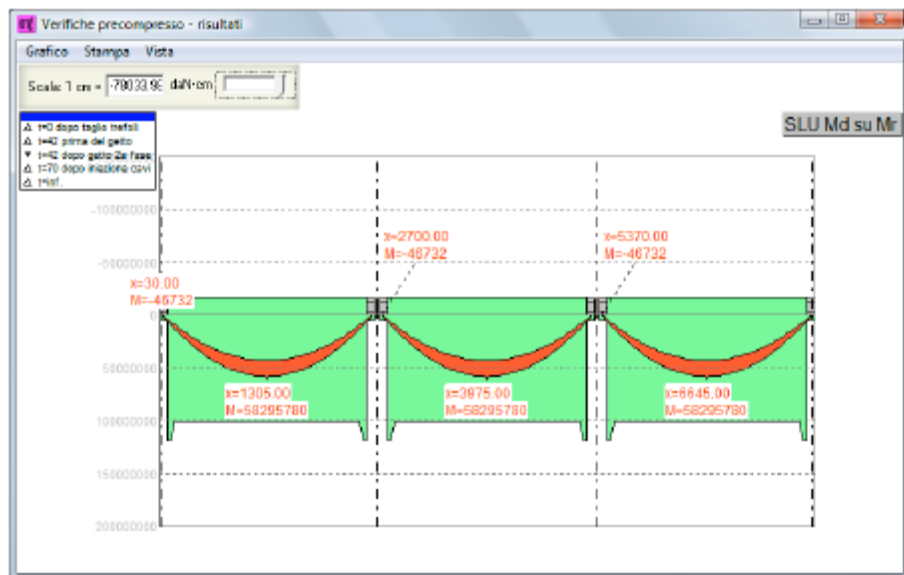 Verifiche precompresso - risultati
Grafico Stampa Vista
Scala: 1 cm = -78033.98 daN·cm
SLU Md su Mr
t=0 dopo taglio trefoli
t=42 prima del getto
t=42 dopo getto 2a fase
t=70 dopo iniezione cavi
t=inf.
-100000000
-50000000
0
50000000
100000000
150000000
200000000
x=30.00
M=-46732
x=2700.00
M=-46732
x=5370.00
M=-46732
x=1305.00
M=58295780
x=3975.00
M=58295780
x=6645.00
M=58295780